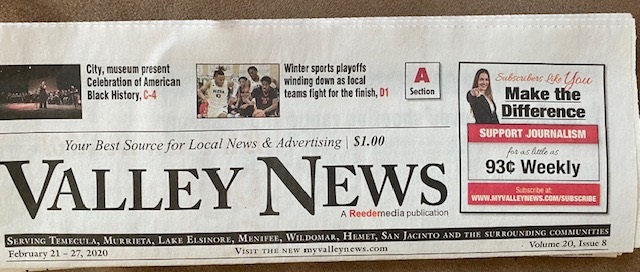 City, museum present
Celebration of American
Black History, C-4
Winter sports playoffs
winding down as local
teams fight for the finish, D1
A
Section
Subscribers Like You
Make the
Difference
SUPPORT JOURNALISM
for as little as
93¢ Weekly
Subscribe at:
WWW.MYVALLEYNEWS.COM/SUBSCRIBE
Your Best Source for Local News & Advertising | $1.00
VALLEY NEWS
A Reedermedia publication
SERVING TEMECULA, MURRIETA, LAKE ELSINORE, MENIFEE, WILDOMAR, HEMET, SAN JACINTO AND THE SURROUNDING COMMUNITIES
February 21 – 27, 2020 VISIT THE NEW myvalleynews.com Volume 20, Issue 8